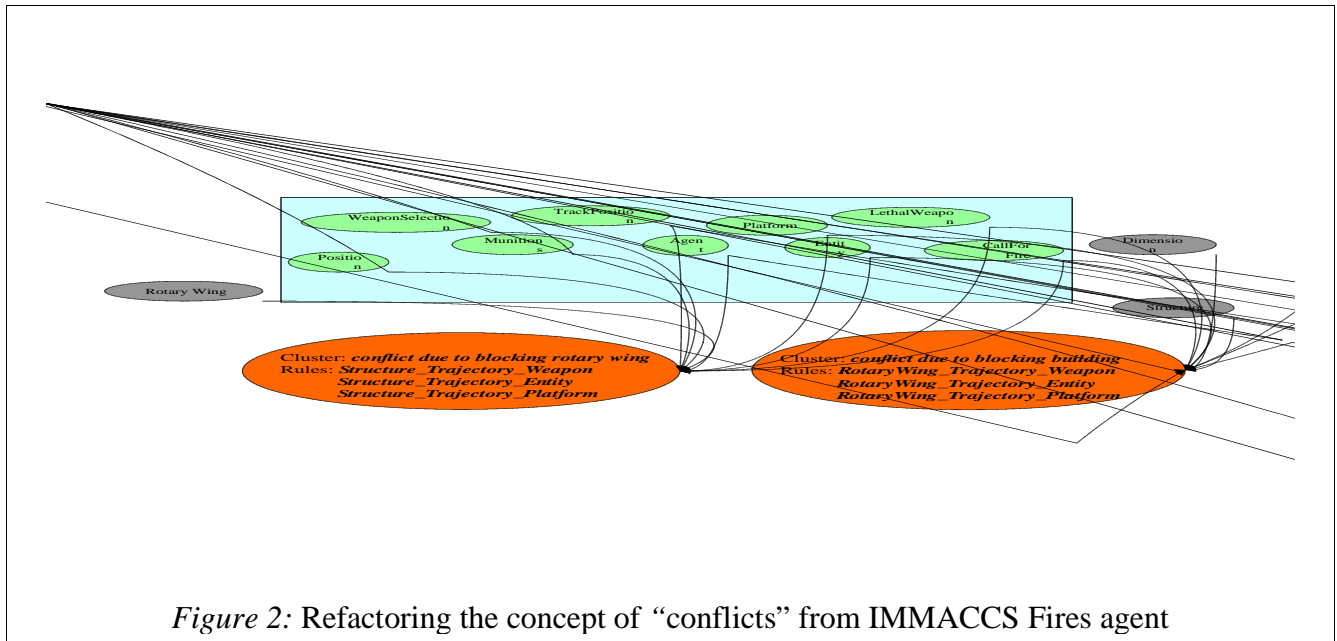 WeaponSelectio
n
TrackPositio
n
Platform
LethalWeapo
n
Munition
s
Agen
t
Entit
y
CallFor
Fire
Dimensio
n
Positio
n
Rotary Wing
Structure
Cluster: conflict due to blocking rotary wing
Rules: Structure_Trajectory_Weapon
Structure_Trajectory_Entity
Structure_Trajectory_Platform
Cluster: conflict due to blocking building
Rules: RotaryWing_Trajectory_Weapon
RotaryWing_Trajectory_Entity
RotaryWing_Trajectory_Platform
Figure 2: Refactoring the concept of “conflicts” from IMMACCS Fires agent